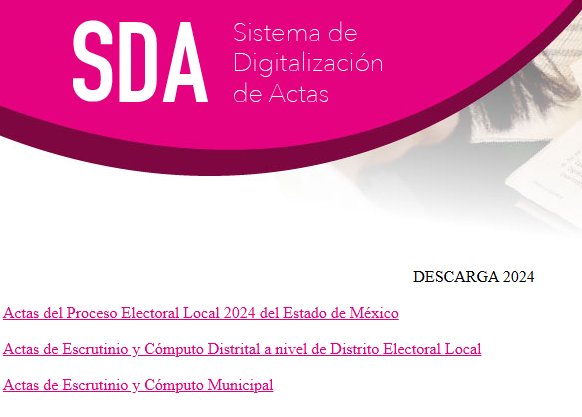 SDA
Sistema de
Digitalización
de Actas
DESCARGA 2024
Actas del Proceso Electoral Local 2024 del Estado de México
Actas de Escrutinio y Cómputo Distrital a nivel de Distrito Electoral Local
Actas de Escrutinio y Cómputo Municipal